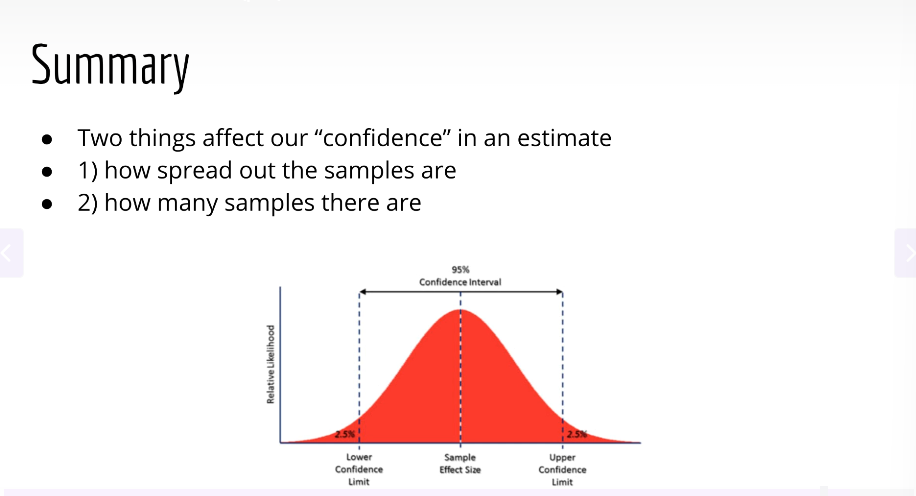 Summary
● Two things affect our “confidence” in an estimate
● 1) how spread out the samples are
● 2) how many samples there are
95%
Confidence Interval
Relative Likelihood
2.5%
2.5%
Lower
Confidence
Limit
Sample
Effect Size
Upper
Confidence
Limit